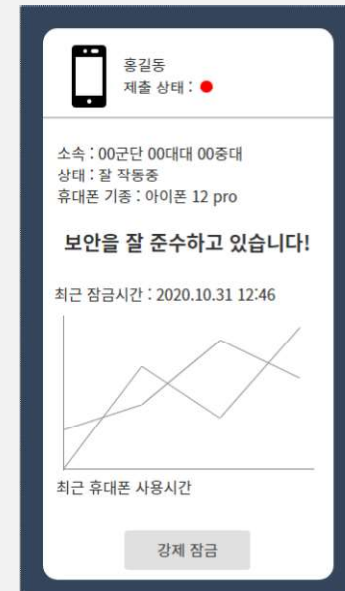 홍길동
제출 상태 :
소속 : 00군단 00대대 00중대
상태 : 잘 작동중
휴대폰 기종 : 아이폰 12 pro
보안을 잘 준수하고 있습니다!
최근 잠금시간 : 2020.10.31 12:46
최근 휴대폰 사용시간
강제 잠금